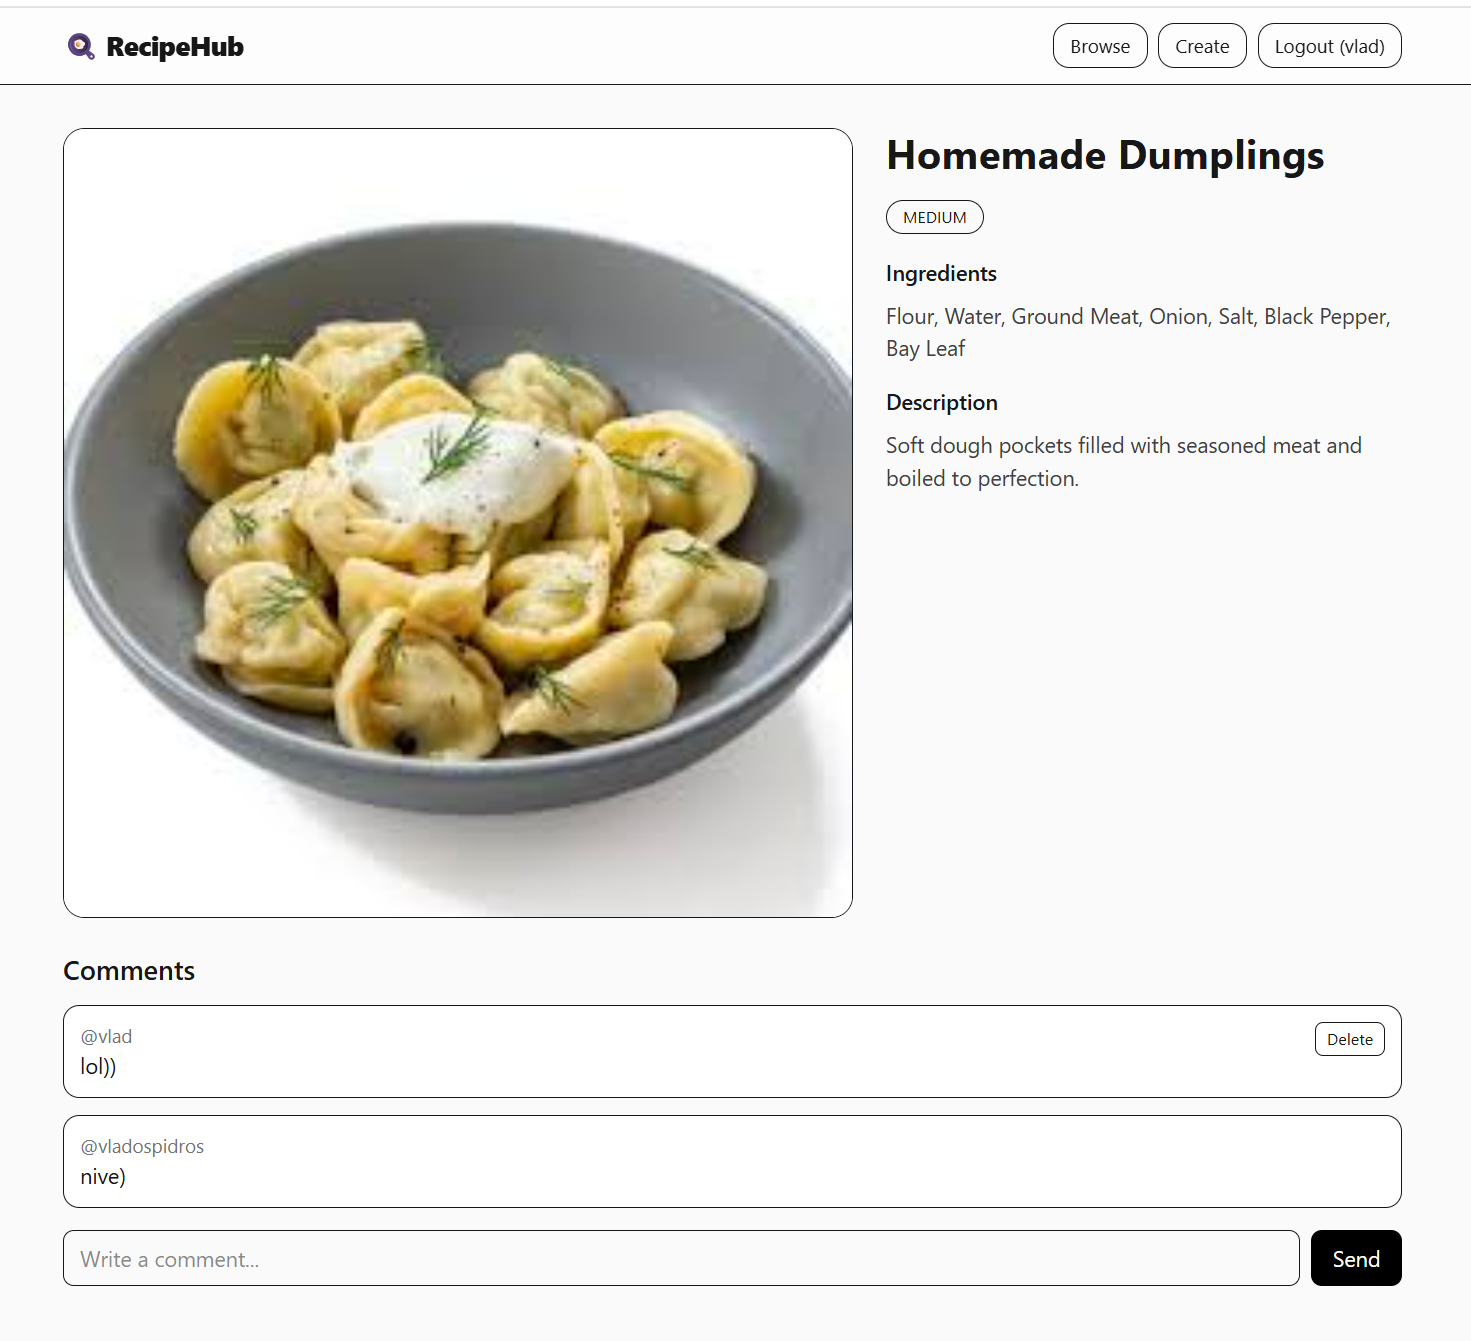 RecipeHub
Browse
Create
Logout (vlad)
Homemade Dumplings
MEDIUM
Ingredients
Flour, Water, Ground Meat, Onion, Salt, Black Pepper,
Bay Leaf
Description
Soft dough pockets filled with seasoned meat and
boiled to perfection.
Comments
@vlad
Delete
lol))
@vladospidros
nive)
Write a comment...
Send